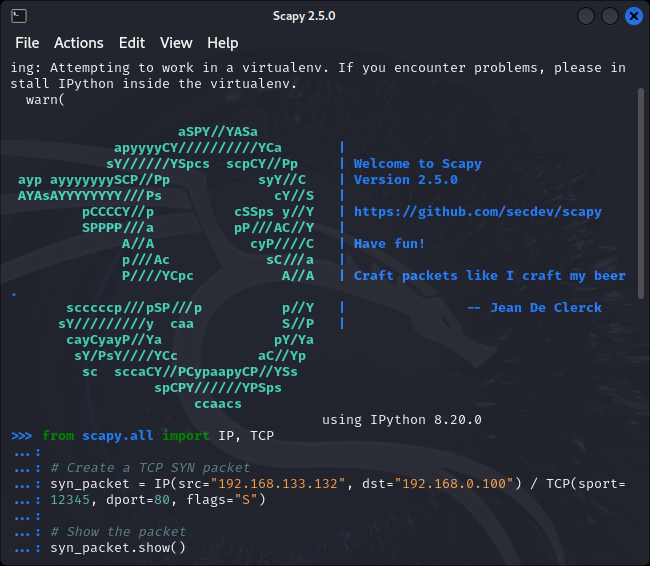 Scapy 2.5.0
File Actions Edit View Help
ing: Attempting to work in a virtualenv. If you encounter problems, please in
stall IPython inside the virtualenv.
  warn(
                     aSPY//YASa
             apyyyyCY//////////YCa       |
            sY//////YSpcs  scpCY//Pp     | Welcome to Scapy
 ayp ayyyyyyySCP//Pp           syY//C    | Version 2.5.0
 AYAsAYYYYYYYY///Ps              cY//S   |
         pCCCCY//p          cSSps y//Y   | https://github.com/secdev/scapy
         SPPPP///a          pP///AC//Y   |
              A//A            cyP////C   | Have fun!
              p///Ac            sC///a   |
              P////YCpc           A//A   | Craft packets like I craft my beer
.
       scccccp///pSP///p          p//Y   |               -- Jean De Clerck
      sY/////////y  caa           S//P   |
       cayCyayP//Ya              pY/Ya
        sY/PsY////YCc          aC//Yp
         sc  sccaCY//PCypaapyCP//YSs
                  spCPY//////YPSps
                       ccaacs
                                       using IPython 8.20.0
>>> from scapy.all import IP, TCP
...:
...: # Create a TCP SYN packet
...: syn_packet = IP(src="192.168.133.132", dst="192.168.0.100") / TCP(sport=
...: 12345, dport=80, flags="S")
...:
...: # Show the packet
...: syn_packet.show()